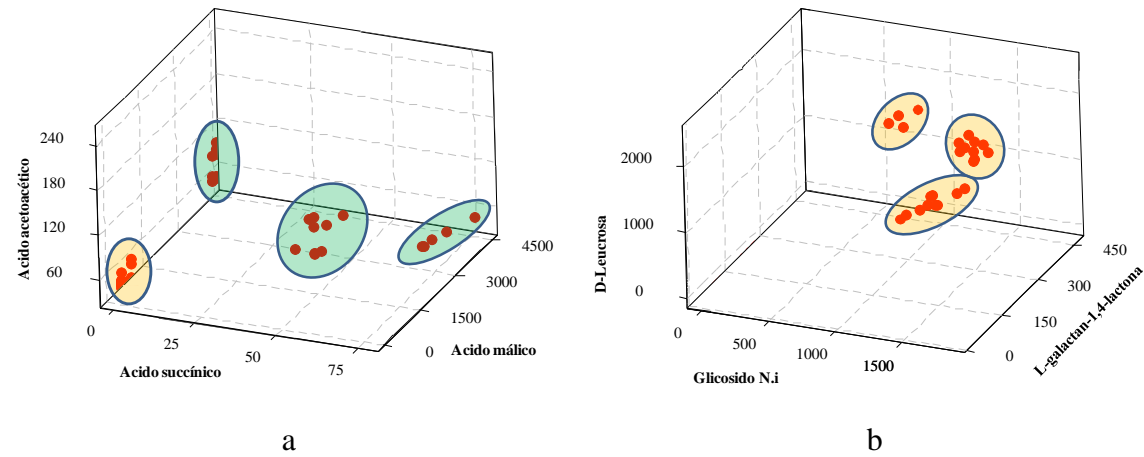 240
180
120
60
Acido acetoacético
0
25
50
75
Acido succínico
0
1500
3000
4500
Acido málico
a
2000
1000
0
D-Leucrosa
0
500
1000
1500
Glicosido N.i
0
150
300
450
L-galactan-1,4-lactona
b